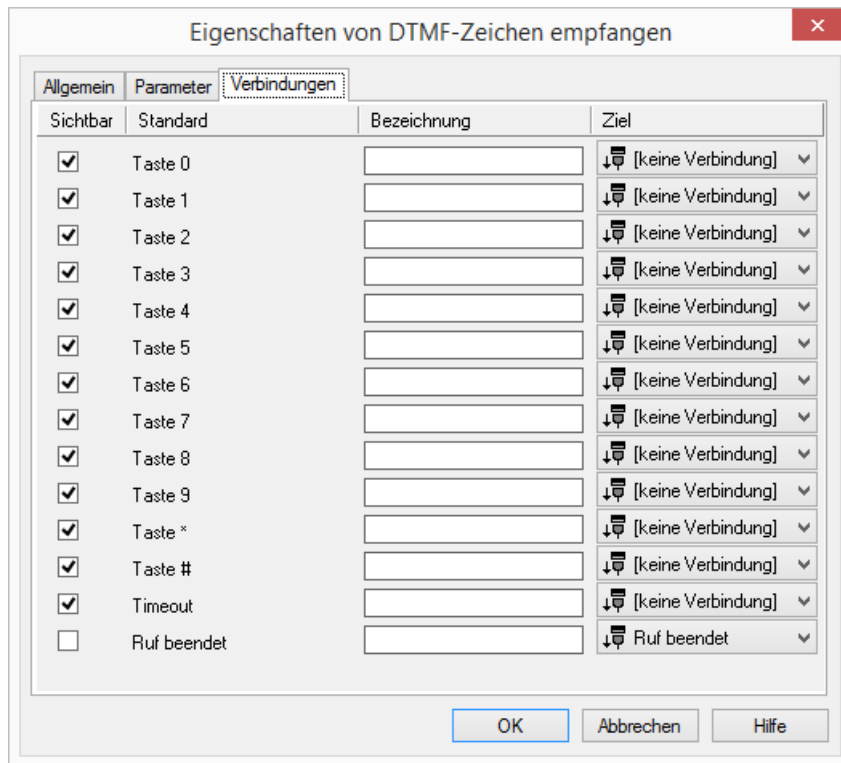 Eigenschaften von DTMF-Zeichen empfangen
Allgemein Parameter Verbindungen
Sichtbar Standard Bezeichnung Ziel
Taste 0 [keine Verbindung]
Taste 1 [keine Verbindung]
Taste 2 [keine Verbindung]
Taste 3 [keine Verbindung]
Taste 4 [keine Verbindung]
Taste 5 [keine Verbindung]
Taste 6 [keine Verbindung]
Taste 7 [keine Verbindung]
Taste 8 [keine Verbindung]
Taste 9 [keine Verbindung]
Taste * [keine Verbindung]
Taste # [keine Verbindung]
Timeout [keine Verbindung]
Ruf beendet Ruf beendet
OK Abbrechen Hilfe